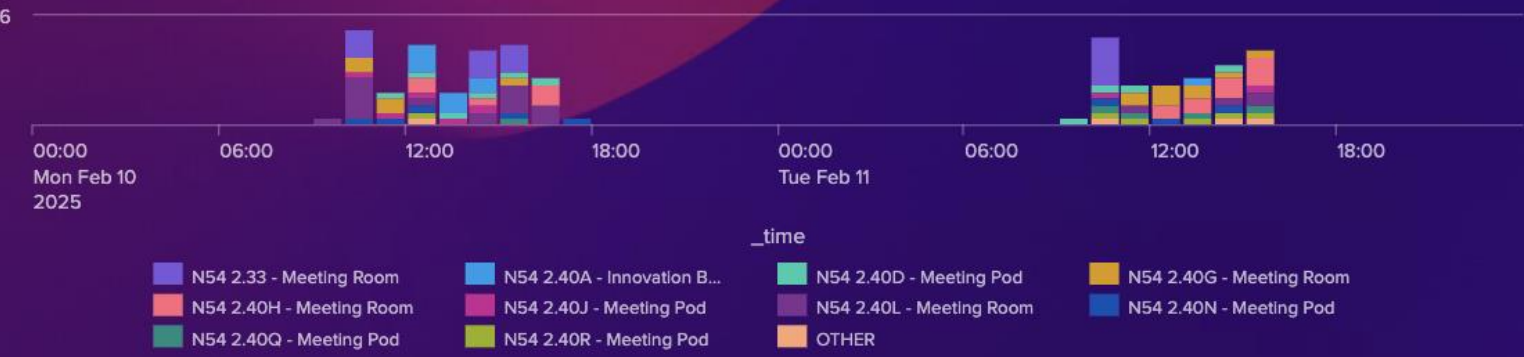 6
00:00 06:00 12:00 18:00 00:00 06:00 12:00 18:00
Mon Feb 10 Tue Feb 11
2025
_time
N54 2.33 - Meeting Room N54 2.40A - Innovation B... N54 2.40D - Meeting Pod N54 2.40G - Meeting Room
N54 2.40H - Meeting Room N54 2.40J - Meeting Pod N54 2.40L - Meeting Room N54 2.40N - Meeting Pod
N54 2.40Q - Meeting Pod N54 2.40R - Meeting Pod OTHER